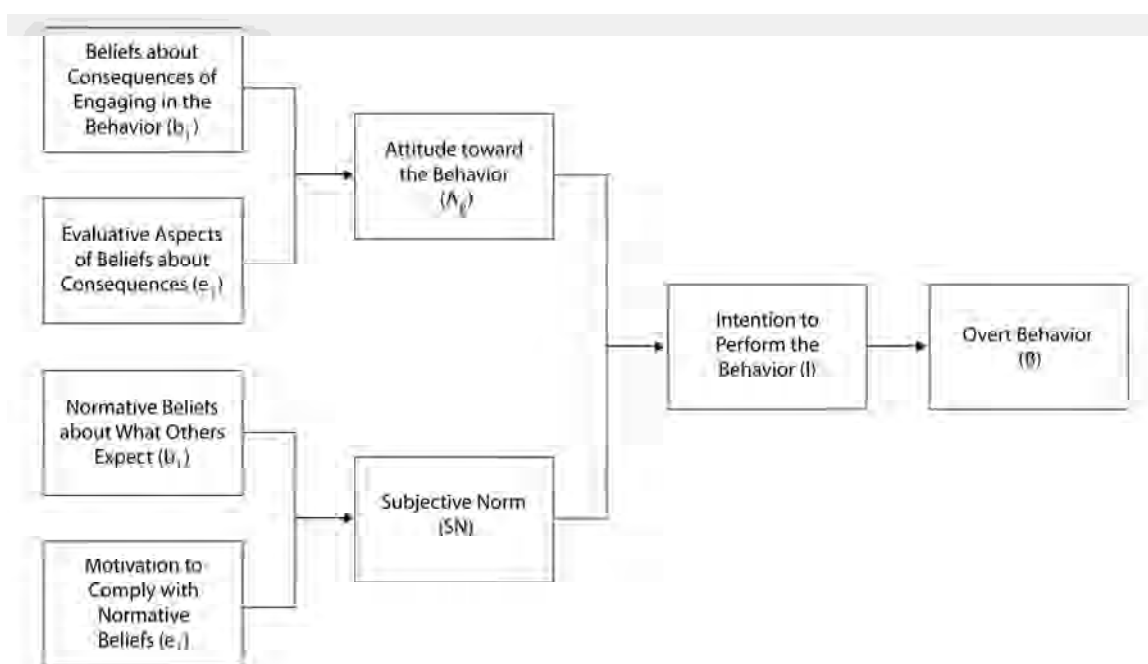 Beliefs about
Consequences of
Engaging in the
Behavior (b
Evaluative Aspects
of Beliefs about
Consequences (e
Normative Beliefs
about What Others
Expect
Motivation to
Comply with
Normative
Beliefs (e
Attitude toward
the Behavior
Subjective Norm
(SN)
Intention to
Perform the
Behavior (I)
Overt Behavior
(B)